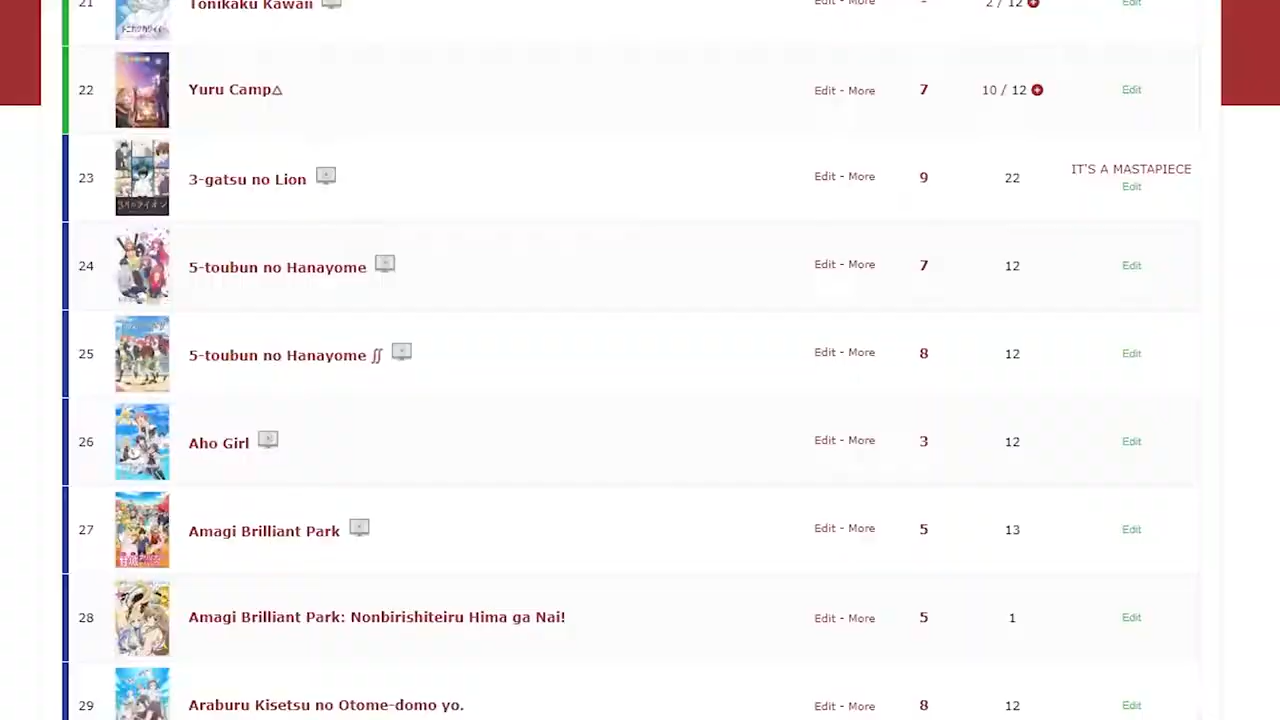 21 Tonikaku Kawaii Edit - More - 2 / 12 Edit
22 Yuru Camp△ Edit - More 7 10 / 12 Edit
23 3-gatsu no Lion Edit - More 9 22 IT'S A MASTAPIECE
Edit
24 5-toubun no Hanayome Edit - More 7 12 Edit
25 5-toubun no Hanayome ∬ Edit - More 8 12 Edit
26 Aho Girl Edit - More 3 12 Edit
27 Amagi Brilliant Park Edit - More 5 13 Edit
28 Amagi Brilliant Park: Nonbirishiteiru Hima ga Nai! Edit - More 5 1 Edit
29 Araburu Kisetsu no Otome-domo yo. Edit - More 8 12 Edit